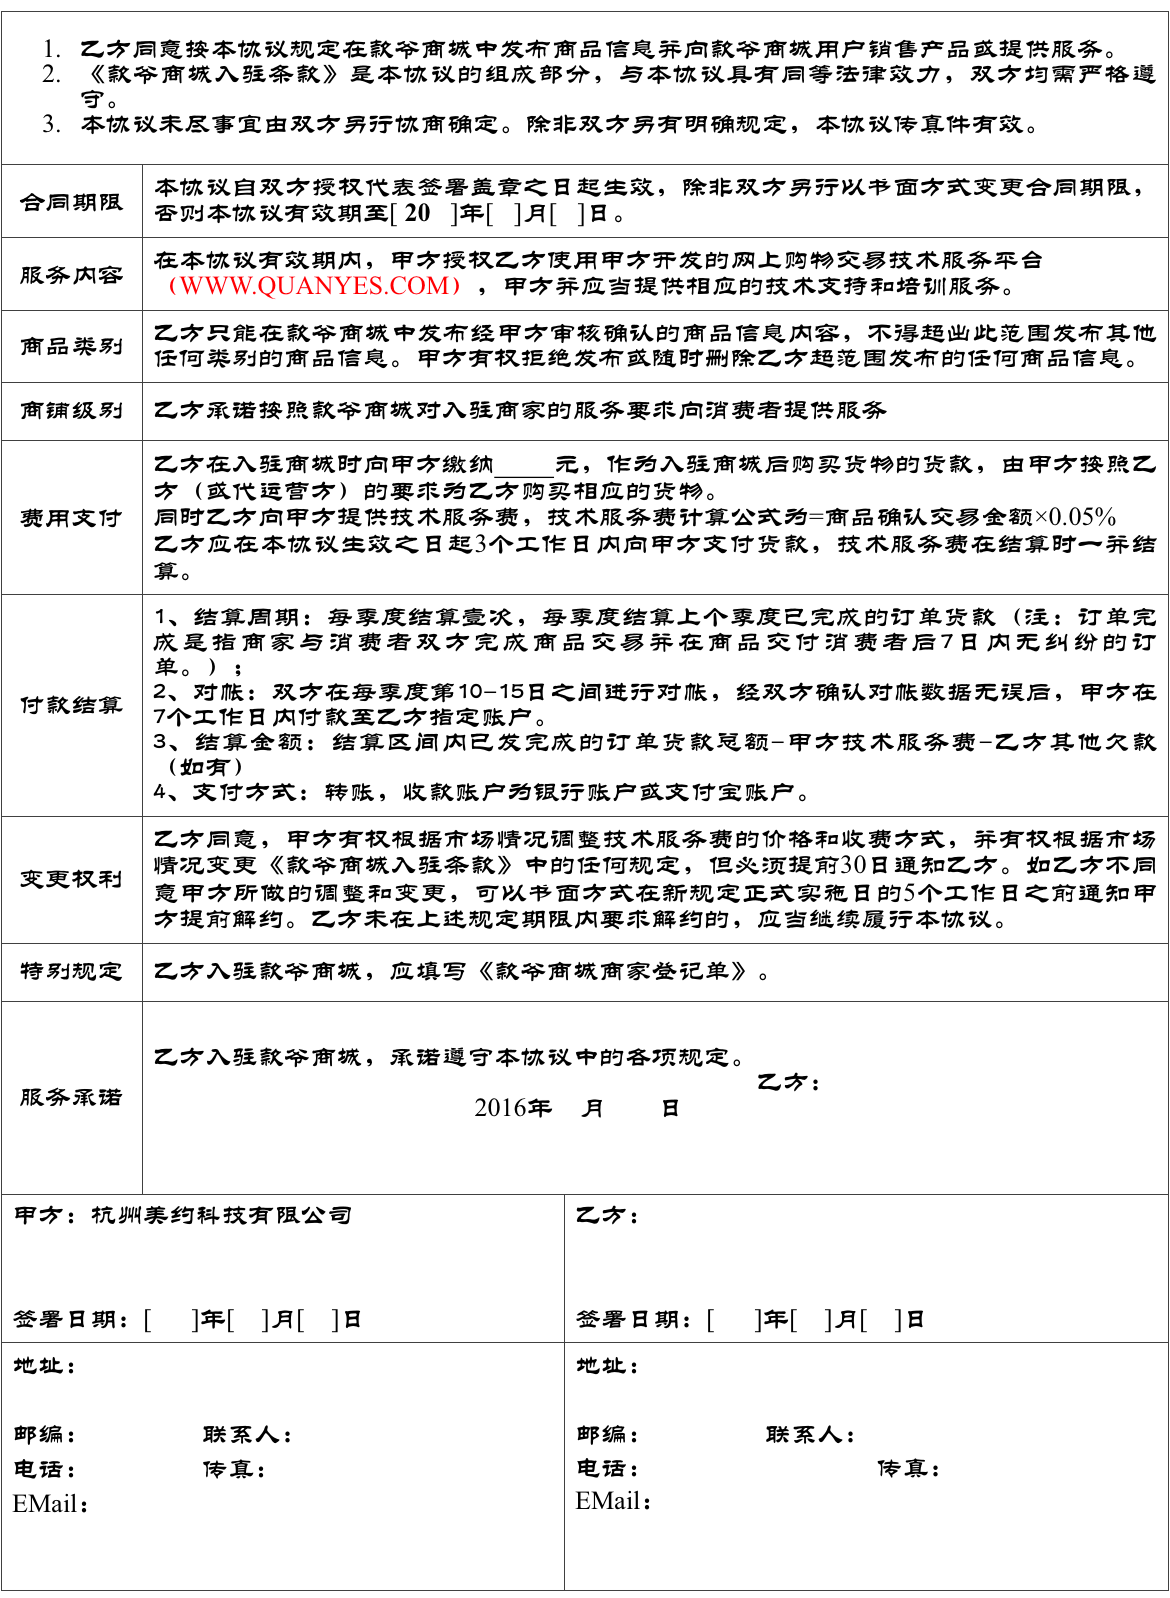 1. 乙方同意按本协议规定在款爷商城中发布商品信息并向款爷商城用户销售产品或提供服务。
2. 《款爷商城入驻条款》是本协议的组成部分，与本协议具有同等法律效力，双方均需严格遵
守。
3. 本协议未尽事宜由双方另行协商确定。除非双方另有明确规定，本协议传真件有效。
合同期限
本协议自双方授权代表签署盖章之日起生效，除非双方另行以书面方式变更合同期限，
否则本协议有效期至[ 20 ]年[ ]月[ ]日。
服务内容
在本协议有效期内，甲方授权乙方使用甲方开发的网上购物交易技术服务平台
（WWW.QUANYES.COM），甲方并应当提供相应的技术支持和培训服务。
商品类别
乙方只能在款爷商城中发布经甲方审核确认的商品信息内容，不得超出此范围发布其他
任何类别的商品信息。甲方有权拒绝发布或随时删除乙方超范围发布的任何商品信息。
商铺级别
乙方承诺按照款爷商城对入驻商家的服务要求向消费者提供服务
费用支付
乙方在入驻商城时向甲方缴纳_____元，作为入驻商城后购买货物的货款，由甲方按照乙
方（或代运营方）的要求为乙方购买相应的货物。
同时乙方向甲方提供技术服务费，技术服务费计算公式为=商品确认交易金额×0.05%
乙方应在本协议生效之日起3个工作日内向甲方支付货款，技术服务费在结算时一并结
算。
付款结算
1、结算周期：每季度结算壹次，每季度结算上个季度已完成的订单货款（注：订单完
成是指商家与消费者双方完成商品交易并在商品交付消费者后7日内无纠纷的订
单。）；
2、对帐：双方在每季度第10-15日之间进行对帐，经双方确认对帐数据无误后，甲方在
7个工作日内付款至乙方指定账户。
3、结算金额：结算区间内已发完成的订单货款总额-甲方技术服务费-乙方其他欠款
（如有）
4、支付方式：转账，收款账户为银行账户或支付宝账户。
变更权利
乙方同意，甲方有权根据市场情况调整技术服务费的价格和收费方式，并有权根据市场
情况变更《款爷商城入驻条款》中的任何规定，但必须提前30日通知乙方。如乙方不同
意甲方所做的调整和变更，可以书面方式在新规定正式实施日的5个工作日之前通知甲
方提前解约。乙方未在上述规定期限内要求解约的，应当继续履行本协议。
特别规定
乙方入驻款爷商城，应填写《款爷商城商家登记单》。
服务承诺
乙方入驻款爷商城，承诺遵守本协议中的各项规定。
乙方：
2016年 月 日
甲方：杭州美约科技有限公司
签署日期：[ ]年[ ]月[ ]日
乙方：
签署日期：[ ]年[ ]月[ ]日
地址：
邮编： 联系人：
电话： 传真：
EMail：
地址：
邮编： 联系人：
电话： 传真：
EMail：